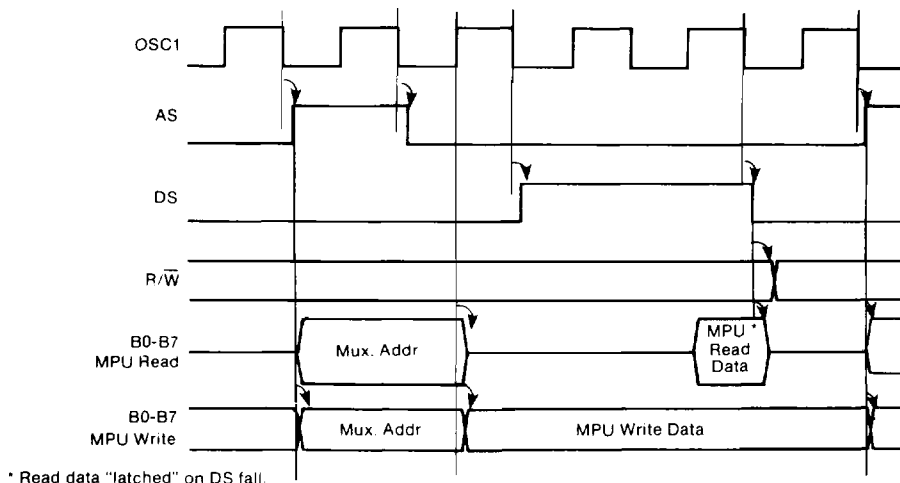 OSC1
AS
DS
R/W̅
B0-B7
MPU Read
Mux. Addr
MPU *
Read
Data
B0-B7
MPU Write
Mux. Addr
MPU Write Data
* Read data "latched" on DS fall.